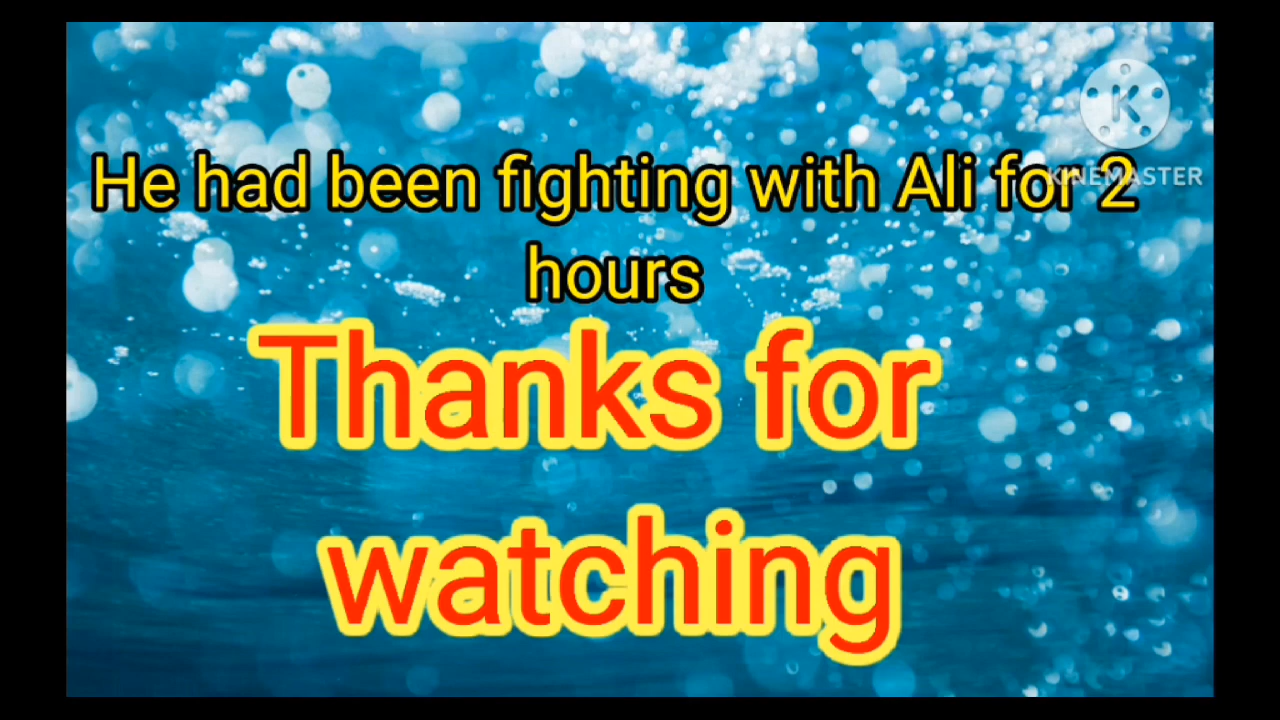 He had been fighting with Ali for 2
hours
KINEMASTER
Thanks for
watching